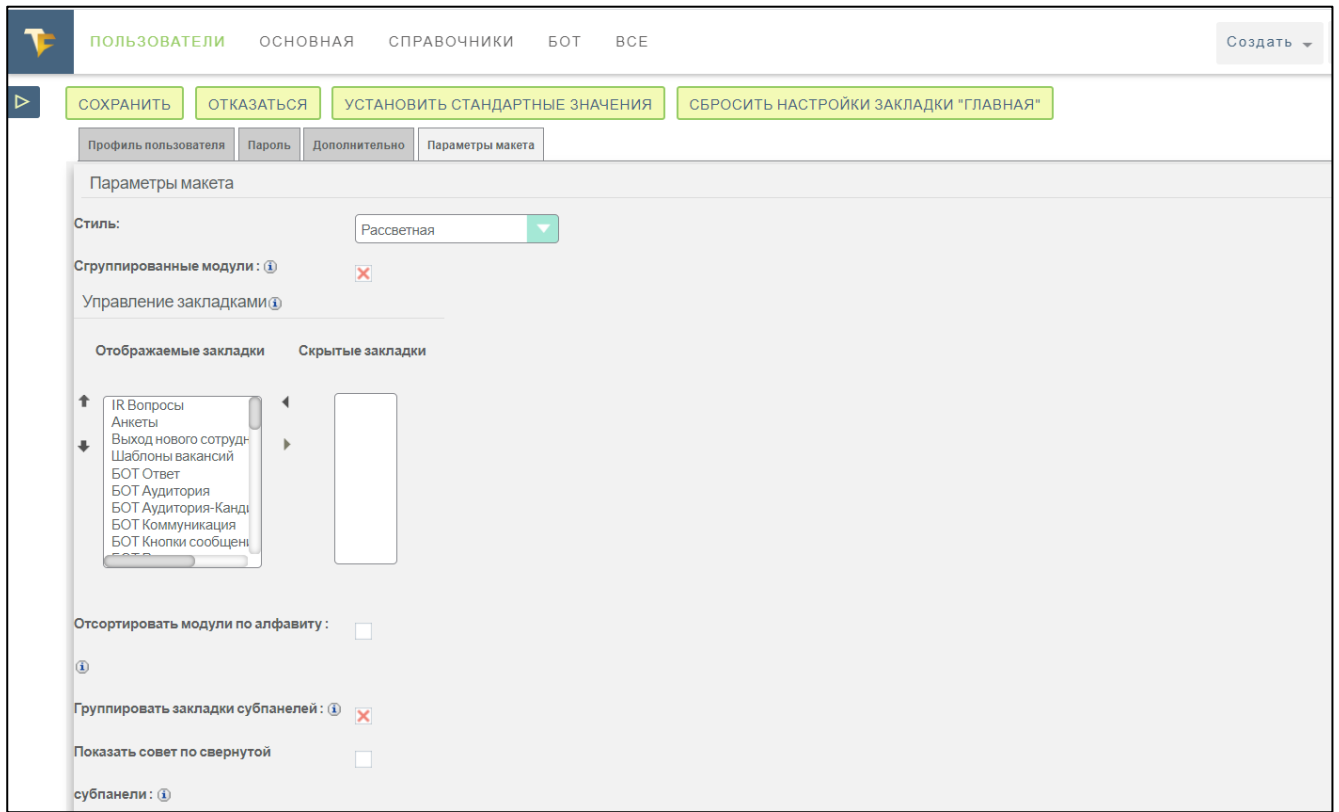 ПОЛЬЗОВАТЕЛИ ОСНОВНАЯ СПРАВОЧНИКИ БОТ ВСЕ Создать
СОХРАНИТЬ ОТКАЗАТЬСЯ УСТАНОВИТЬ СТАНДАРТНЫЕ ЗНАЧЕНИЯ СБРОСИТЬ НАСТРОЙКИ ЗАКЛАДКИ "ГЛАВНАЯ"
Профиль пользователя Пароль Дополнительно Параметры макета
Параметры макета
Стиль: Рассветная
Сгруппированные модули :
Управление закладками
Отображаемые закладки Скрытые закладки
IR Вопросы
Анкеты
Выход нового сотрудн
Шаблоны вакансий
БОТ Ответ
БОТ Аудитория
БОТ Аудитория-Канди
БОТ Коммуникация
БОТ Кнопки сообщени
Отсортировать модули по алфавиту :
Группировать закладки субпанелей :
Показать совет по свернутой
субпанели :